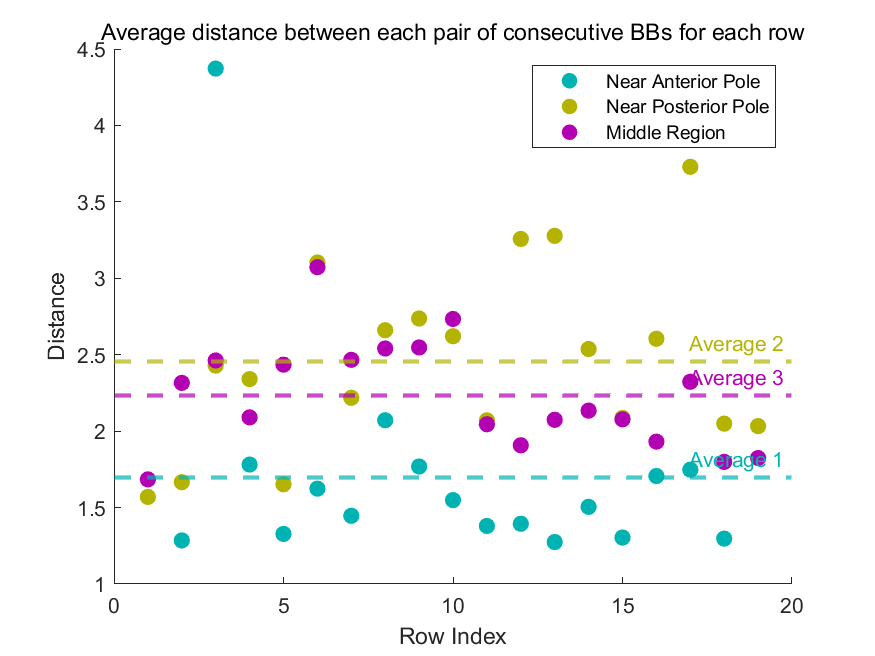 Average distance between each pair of consecutive BBs for each row
4.5
4
3.5
3
2.5
2
1.5
1
Distance
Near Anterior Pole
Near Posterior Pole
Middle Region
Average 2
Average 3
Average 1
0 5 10 15 20
Row Index